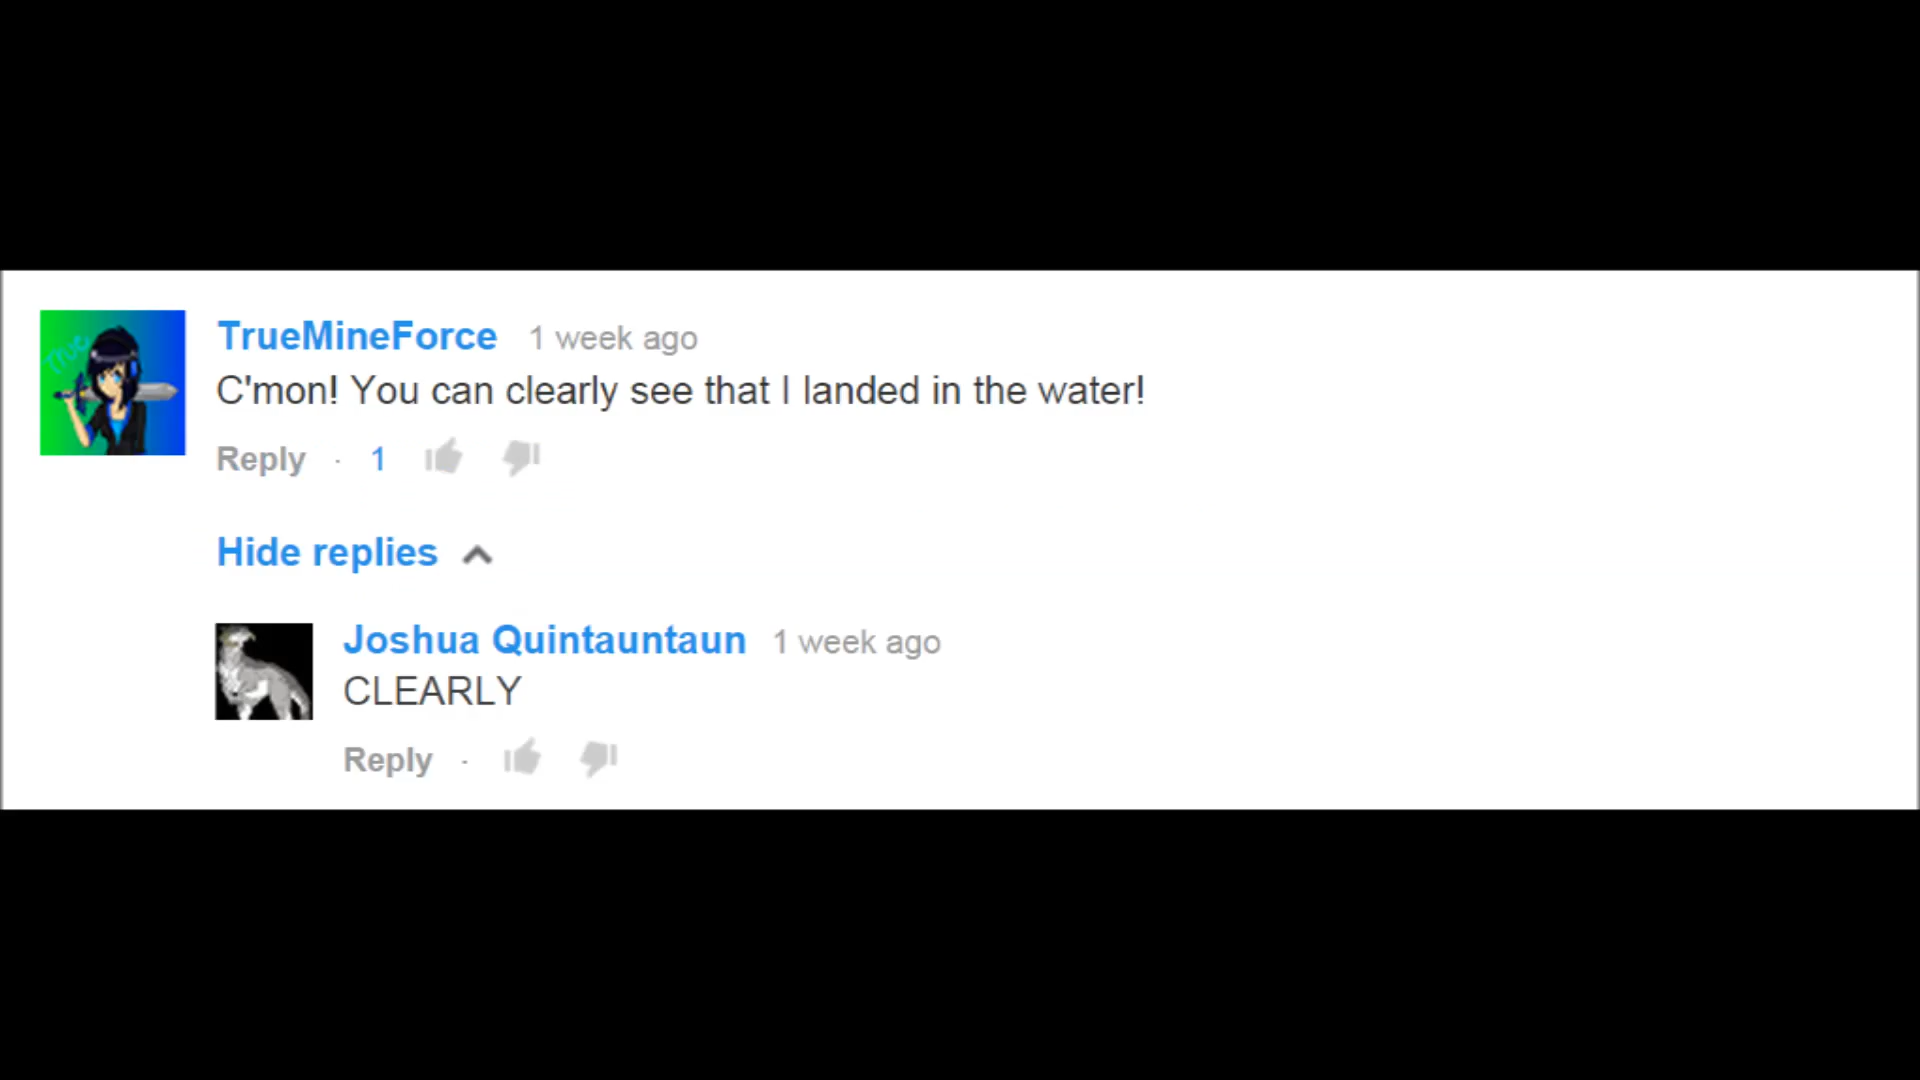 TrueMineForce 1 week ago
C'mon! You can clearly see that I landed in the water!
True
Reply · 1
Hide replies
Joshua Quintauntaun 1 week ago
CLEARLY
Reply ·